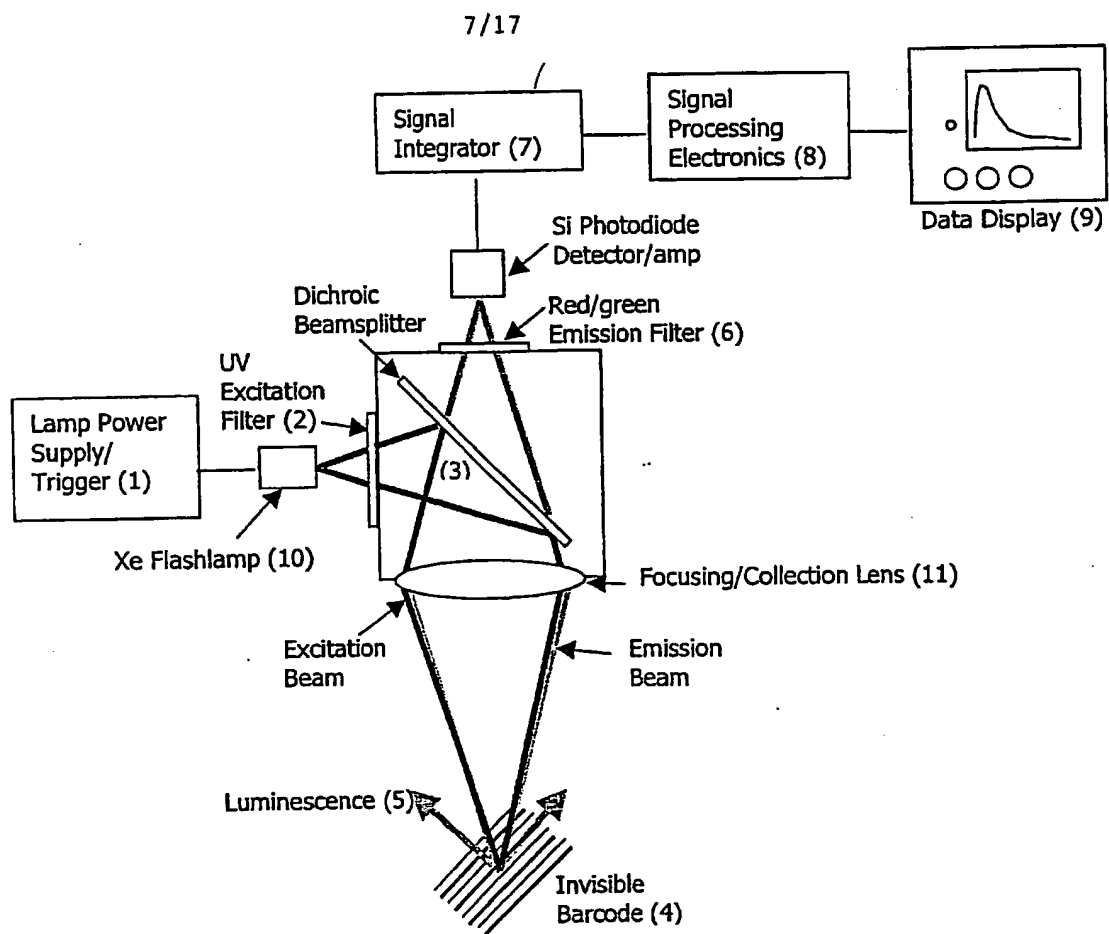 7/17
Signal
Integrator (7)
Signal
Processing
Electronics (8)
Data Display (9)
Si Photodiode
Detector/amp
Dichroic
Beamsplitter
Red/green
Emission Filter (6)
UV
Excitation
Filter (2)
Lamp Power
Supply/
Trigger (1)
(3)
Xe Flashlamp (10)
Focusing/Collection Lens (11)
Excitation
Beam
Emission
Beam
Luminescence (5)
Invisible
Barcode (4)